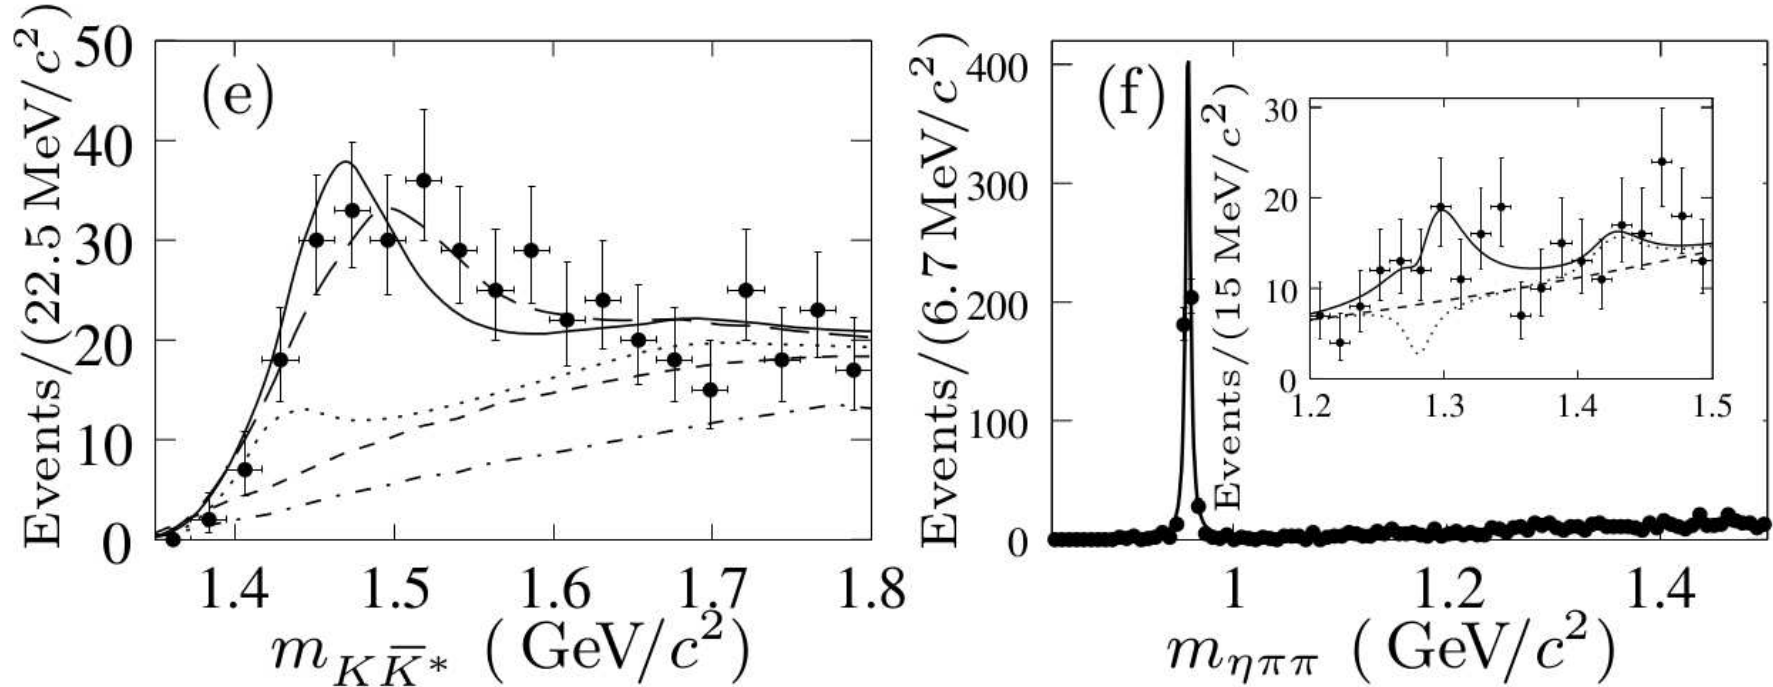 (e)
Events/(22.5 MeV/c²)
50
40
30
20
10
0
1.4 1.5 1.6 1.7 1.8
m_{K\overline{K}*} ( GeV/c²)
(f)
Events/(6.7 MeV/c²)
400
300
200
100
0
1 1.2 1.4
m_{ηππ} ( GeV/c²)
Events/(15 MeV/c²)
30
20
10
0
1.2 1.3 1.4 1.5